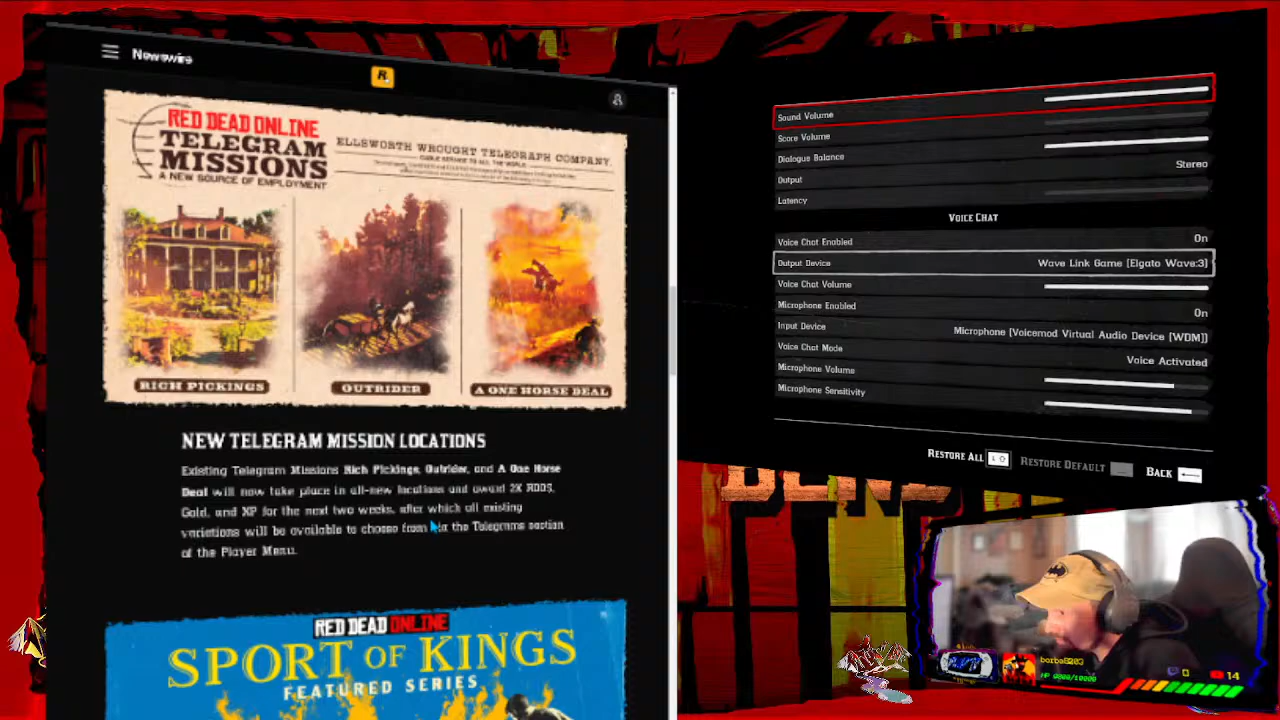 Newswire
R
RED DEAD ONLINE
TELEGRAM
MISSIONS
A NEW SOURCE OF EMPLOYMENT
ELLSWORTH WROUGHT TELEGRAPH COMPANY.
RICH PICKINGS
OUTRIDER
A ONE HORSE DEAL
NEW TELEGRAM MISSION LOCATIONS
Existing Telegram Missions Rich Pickings, Outrider, and A One Horse
Deal will now take place in all-new locations and award 2X RDO$,
Gold, and XP for the next two weeks, after which all existing
variations will be available to choose from via the Telegrams section
of the Player Menu.
RED DEAD ONLINE
SPORT OF KINGS
FEATURED SERIES
Sound Volume
Score Volume
Dialogue Balance
Output Stereo
Latency
VOICE CHAT
Voice Chat Enabled On
Output Device Wave Link Game [Elgato Wave:3]
Voice Chat Volume
Microphone Enabled On
Input Device Microphone [Voicemod Virtual Audio Device [WDM]]
Voice Chat Mode Voice Activated
Microphone Volume
Microphone Sensitivity
RESTORE ALL
RESTORE DEFAULT
BACK
0
14